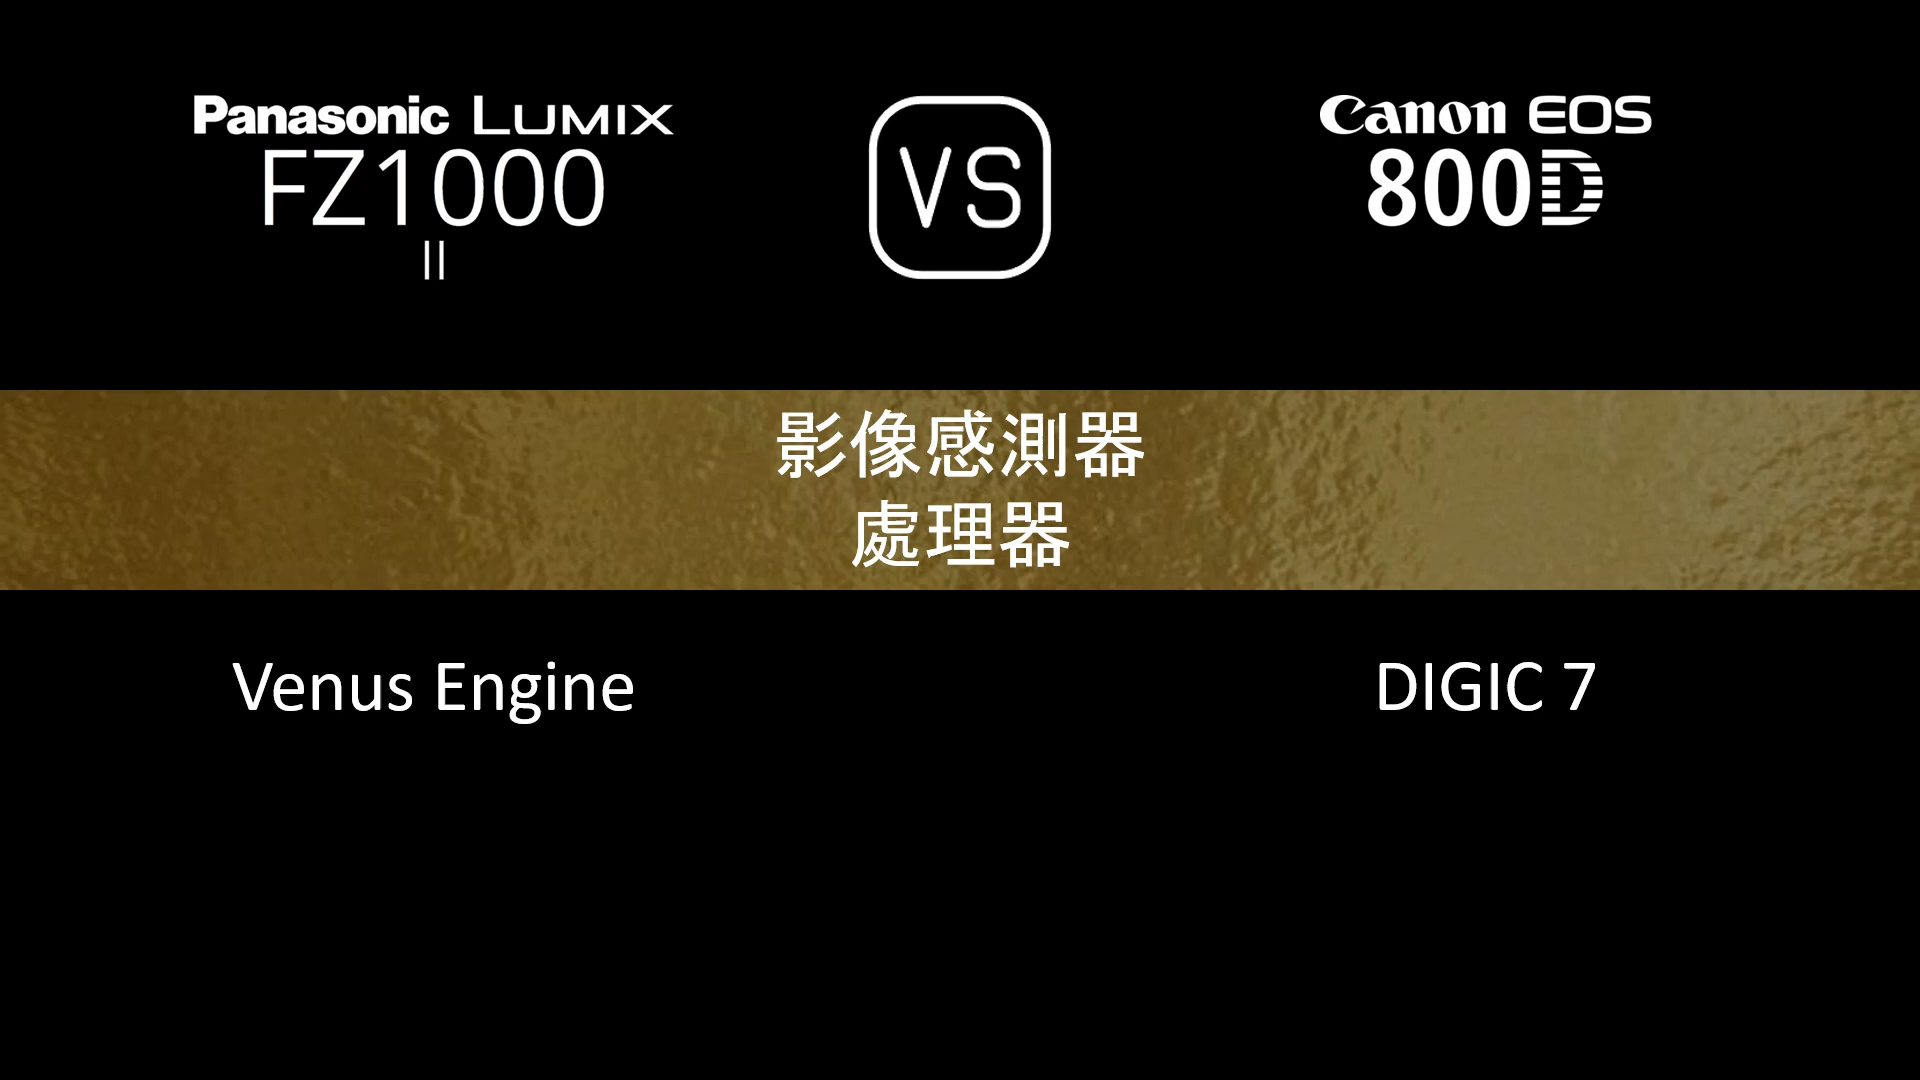 Panasonic LUMIX
FZ1000
II
VS
Canon EOS
800D
影像感測器
處理器
Venus Engine
DIGIC 7